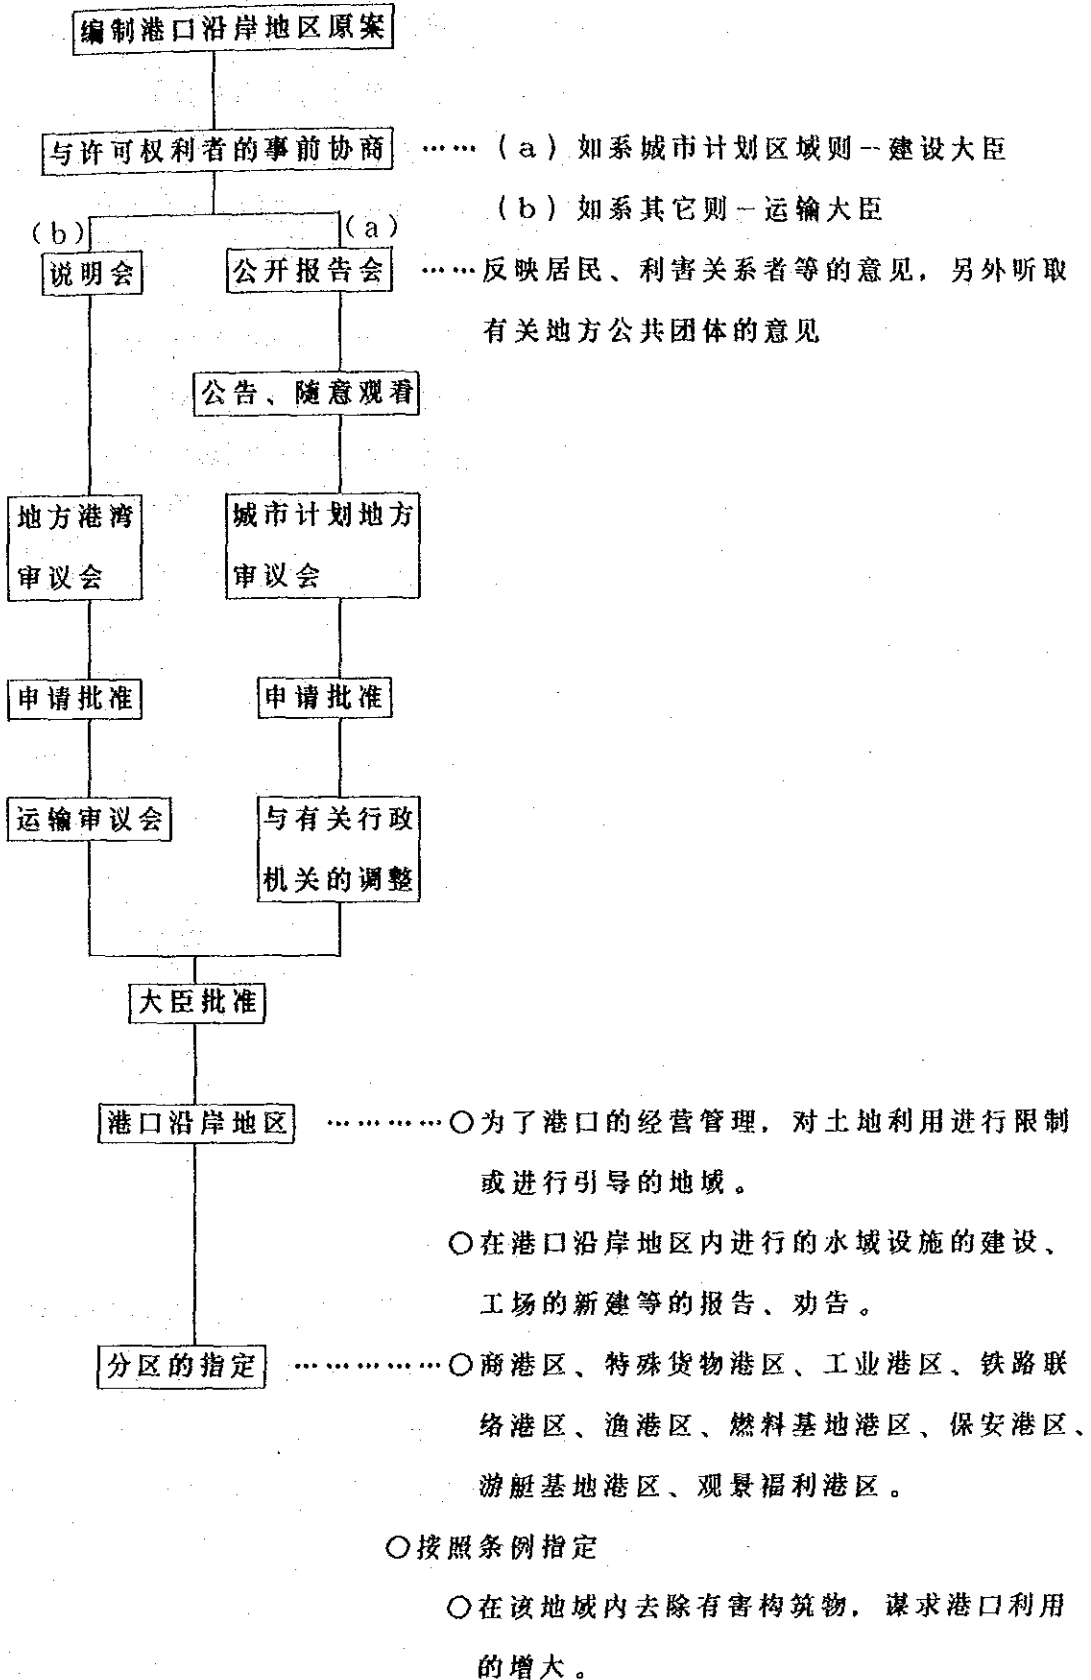 编制港口沿岸地区原案
与许可权利者的事前协商 …… (a) 如系城市计划区域则--建设大臣
(b) 如系其它则-运输大臣
(b) (a)
说明会 公开报告会 ……反映居民、利害关系者等的意见，另外听取
有关地方公共团体的意见
公告、随意观看
地方港湾 城市计划地方
审议会 审议会
申请批准 申请批准
运输审议会 与有关行政
机关的调整
大臣批准
港口沿岸地区 …………○为了港口的经营管理，对土地利用进行限制
或进行引导的地域。
○在港口沿岸地区内进行的水域设施的建设、
工场的新建等的报告、劝告。
分区的指定 ……………○商港区、特殊货物港区、工业港区、铁路联
络港区、渔港区、燃料基地港区、保安港区、
游艇基地港区、观景福利港区。
○按照条例指定
○在该地域内去除有害构筑物，谋求港口利用
的增大。